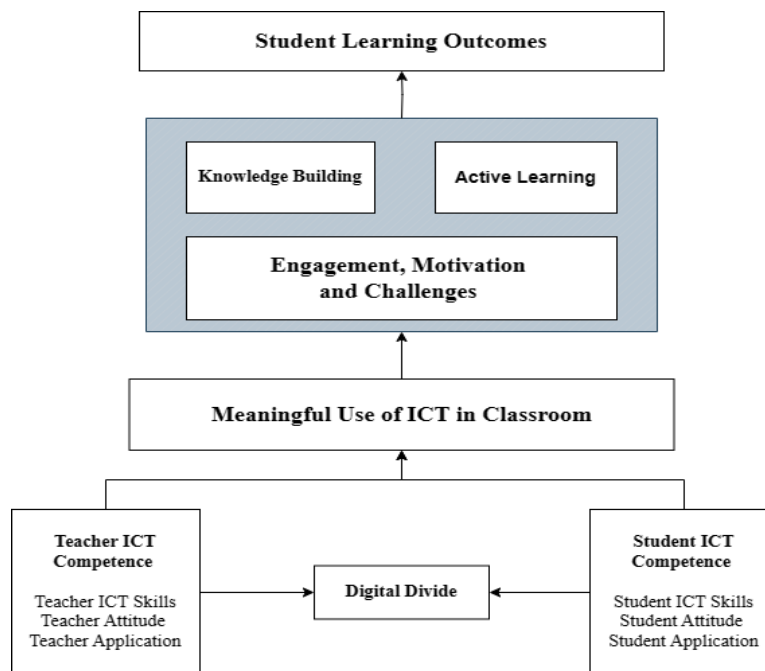 Student Learning Outcomes
Knowledge Building
Active Learning
Engagement, Motivation
and Challenges
Meaningful Use of ICT in Classroom
Teacher ICT
Competence
Teacher ICT Skills
Teacher Attitude
Teacher Application
Digital Divide
Student ICT
Competence
Student ICT Skills
Student Attitude
Student Application